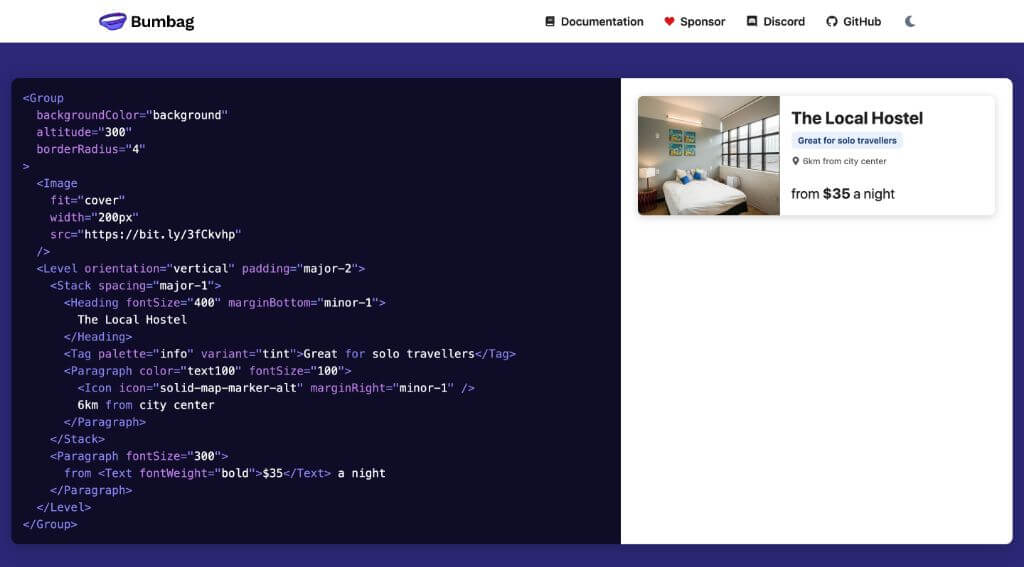 Bumbag
Documentation
Sponsor
Discord
GitHub
<Group
  backgroundColor="background"
  altitude="300"
  borderRadius="4"
>
  <Image
    fit="cover"
    width="200px"
    src="https://bit.ly/3fCkvhp"
  />
  <Level orientation="vertical" padding="major-2">
    <Stack spacing="major-1">
      <Heading fontSize="400" marginBottom="minor-1">
        The Local Hostel
      </Heading>
      <Tag palette="info" variant="tint">Great for solo travellers</Tag>
      <Paragraph color="text100" fontSize="100">
        <Icon icon="solid-map-marker-alt" marginRight="minor-1" />
        6km from city center
      </Paragraph>
    </Stack>
    <Paragraph fontSize="300">
      from <Text fontWeight="bold">$35</Text> a night
    </Paragraph>
  </Level>
</Group>
The Local Hostel
Great for solo travellers
6km from city center
from $35 a night